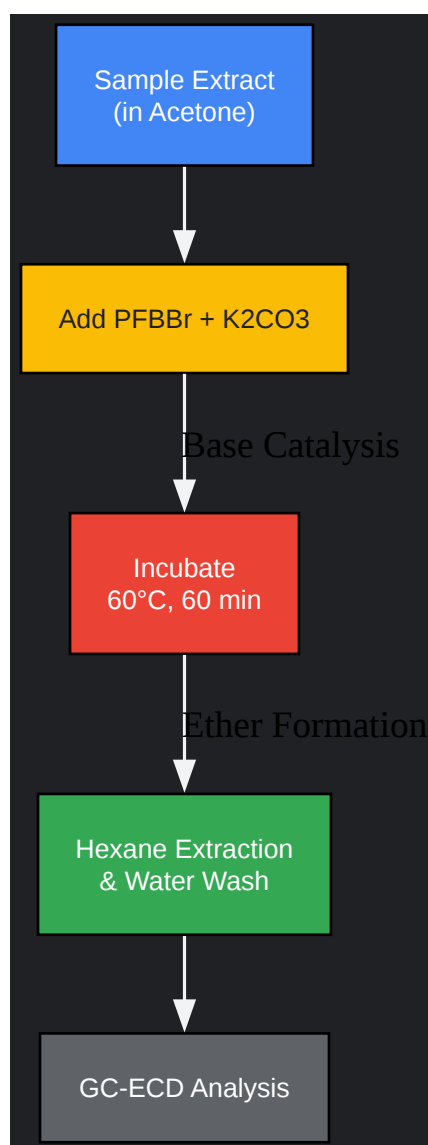 Sample Extract
(in Acetone)
Add PFBBr + K2CO3
Base Catalysis
Incubate
60°C, 60 min
Ether Formation
Hexane Extraction
& Water Wash
GC-ECD Analysis